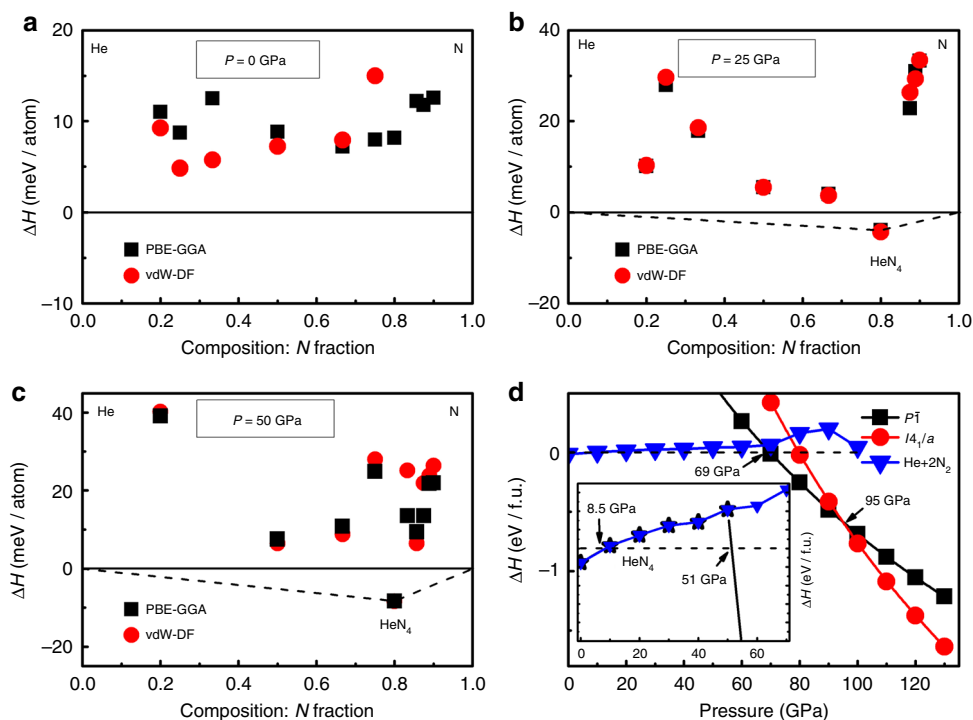 a
20
10
0
−10
ΔH (meV / atom)
He
N
P = 0 GPa
PBE-GGA
vdW-DF
0.2 0.4 0.6 0.8 1.0
Composition: N fraction
b
40
20
0
−20
ΔH (meV / atom)
He
N
P = 25 GPa
PBE-GGA
vdW-DF
HeN4
0.0 0.2 0.4 0.6 0.8 1.0
Composition: N fraction
c
40
20
0
−20
ΔH (meV / atom)
He
N
P = 50 GPa
PBE-GGA
vdW-DF
HeN4
0.0 0.2 0.4 0.6 0.8 1.0
Composition: N fraction
d
0
−1
ΔH (eV / f.u.)
P1̄
I41/a
He+2N2
69 GPa
95 GPa
8.5 GPa
HeN4
51 GPa
ΔH (eV / f.u.)
0 20 40 60
0 20 40 60 80 100 120
Pressure (GPa)